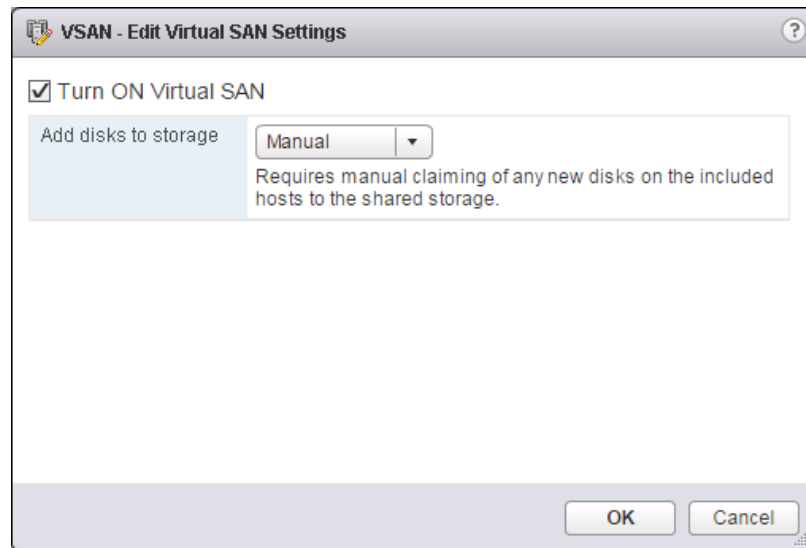 VSAN - Edit Virtual SAN Settings
?
Turn ON Virtual SAN
Add disks to storage
Manual
Requires manual claiming of any new disks on the included
hosts to the shared storage.
OK
Cancel